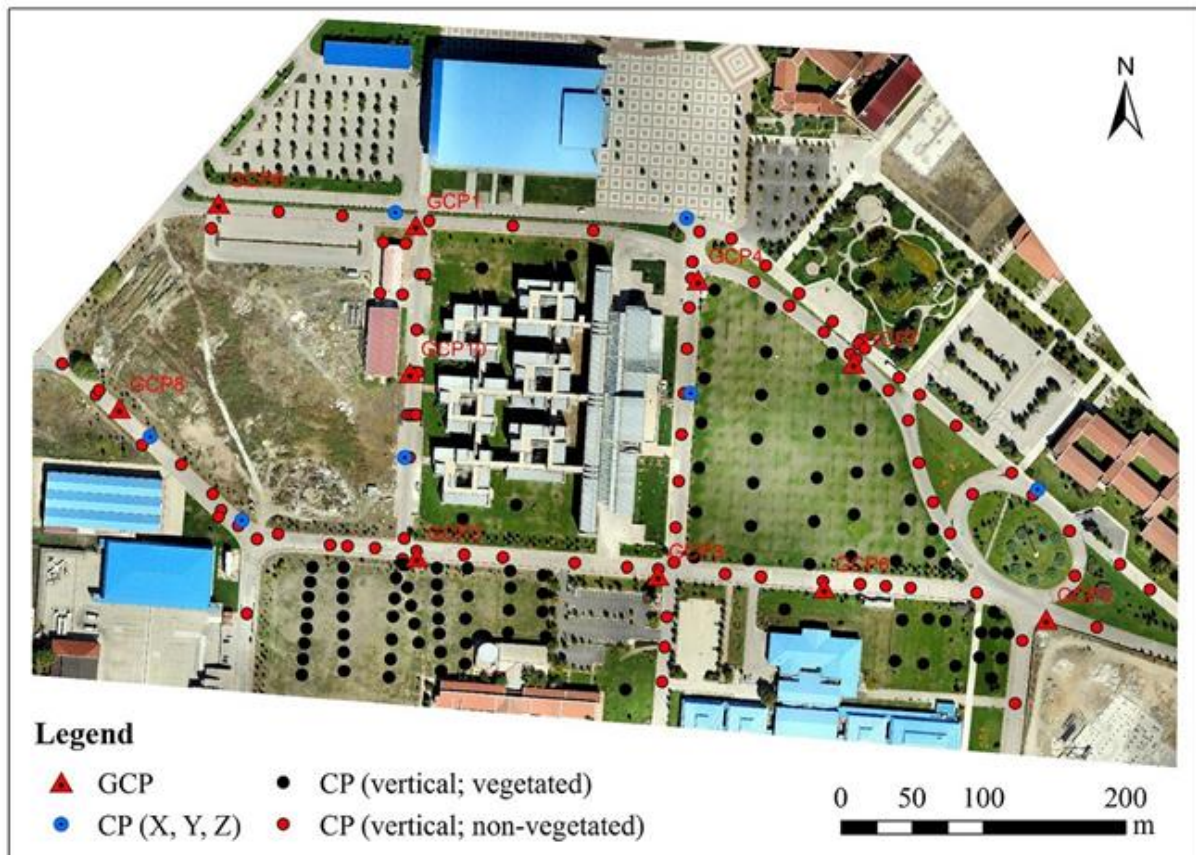 N
GCP1
GCP4
GCP10
GCP8
GCP6
Legend
GCP
CP (vertical; vegetated)
CP (X, Y, Z)
CP (vertical; non-vegetated)
0 50 100 200
m